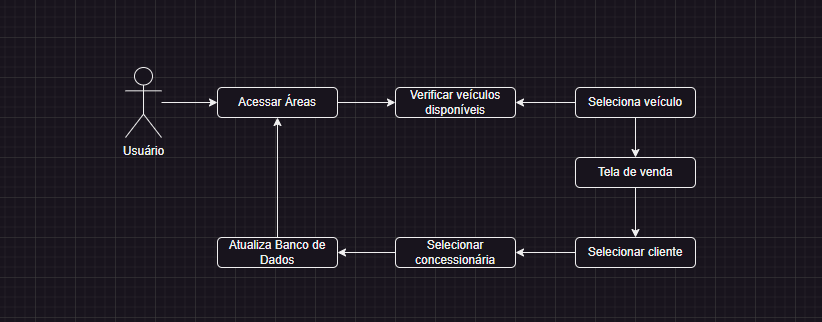 Acessar Áreas
Verificar veículos
disponíveis
Seleciona veículo
Usuário
Tela de venda
Atualiza Banco de
Dados
Selecionar
concessionária
Selecionar cliente